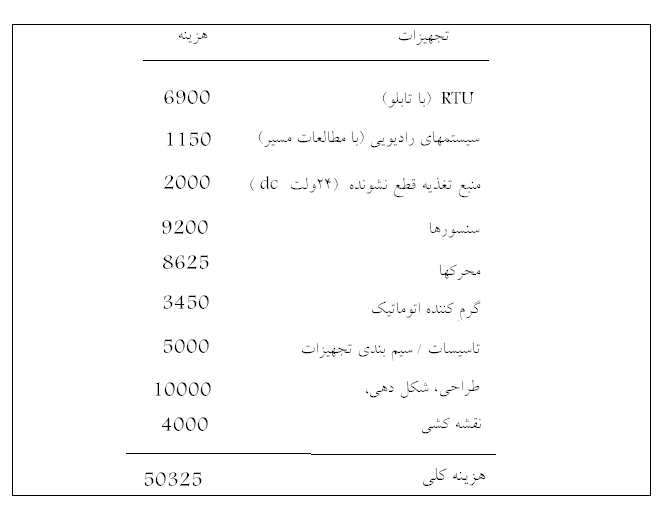 تجهیزات هزینه
RTU (با تابلو) 6900
سیستمهای رادیویی (با مطالعات مسیر) 1150
منبع تغذیه قطع نشونده (۲۴ولت dc ) 2000
سنسورها 9200
محرکها 8625
گرم کننده اتوماتیک 3450
تاسیسات / سیم بندی تجهیزات 5000
طراحی، شکل دهی، 10000
نقشه کشی 4000
هزینه کلی 50325